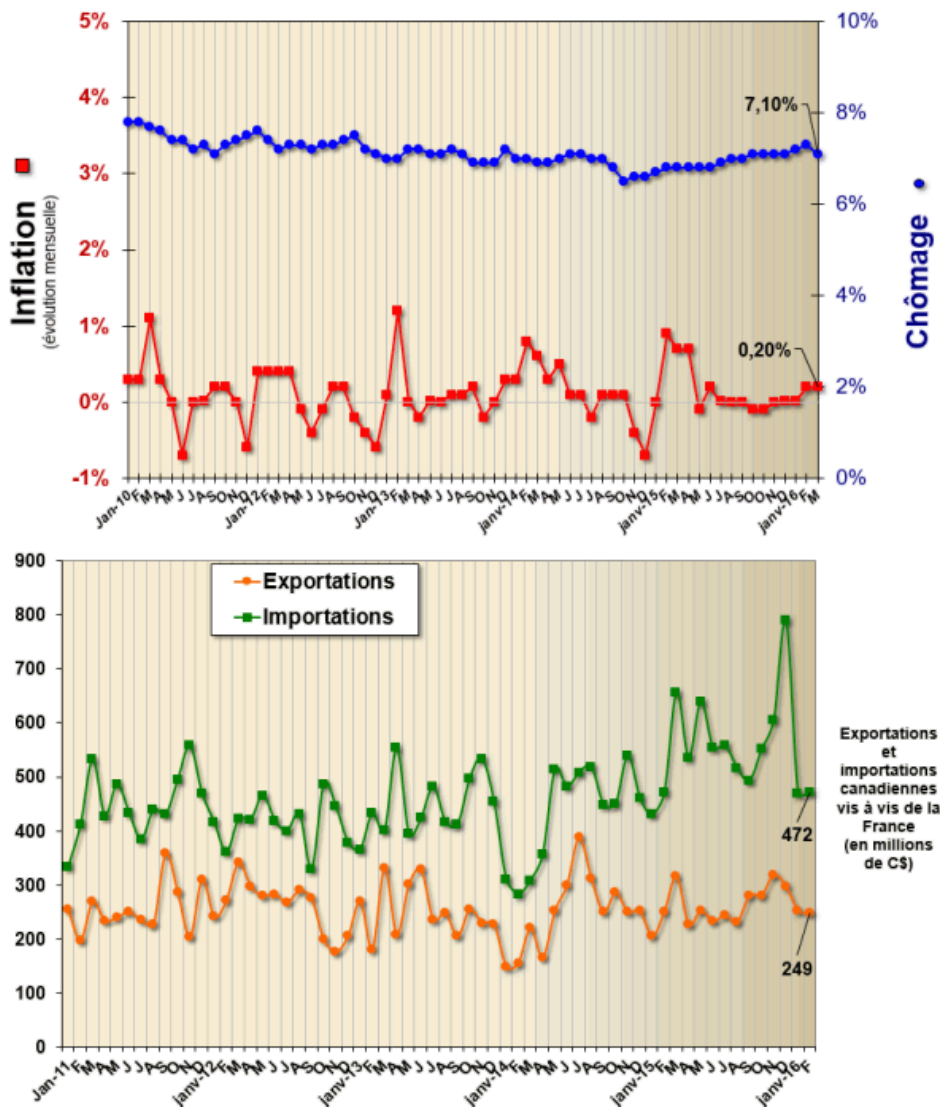 5%
4%
3%
2%
1%
0%
-1%
Inflation
(évolution mensuelle)
10%
8%
6%
4%
2%
0%
Chômage
7,10%
0,20%
Jan-10 F M A M J J A S O N D Jan-12 F M A M J J A S O N D Jan-13 F M A M J J A S O N D janv-14 F M A M J J A S O N D janv-15 F M A M J J A S O O N D janv-16 F M
900
800
700
600
500
400
300
200
100
0
Exportations
Importations
472
249
Exportations
et
importations
canadiennes
vis à vis de la
France
(en millions
de C$)
Jan-11 F M A M J J A S O N D janv-12 F M A M J J A S O N D janv-13 F M A M J J A S O N D janv-14 F M A M J J A S O N D janv-15 F M A M J J A S O N D janv-16 F